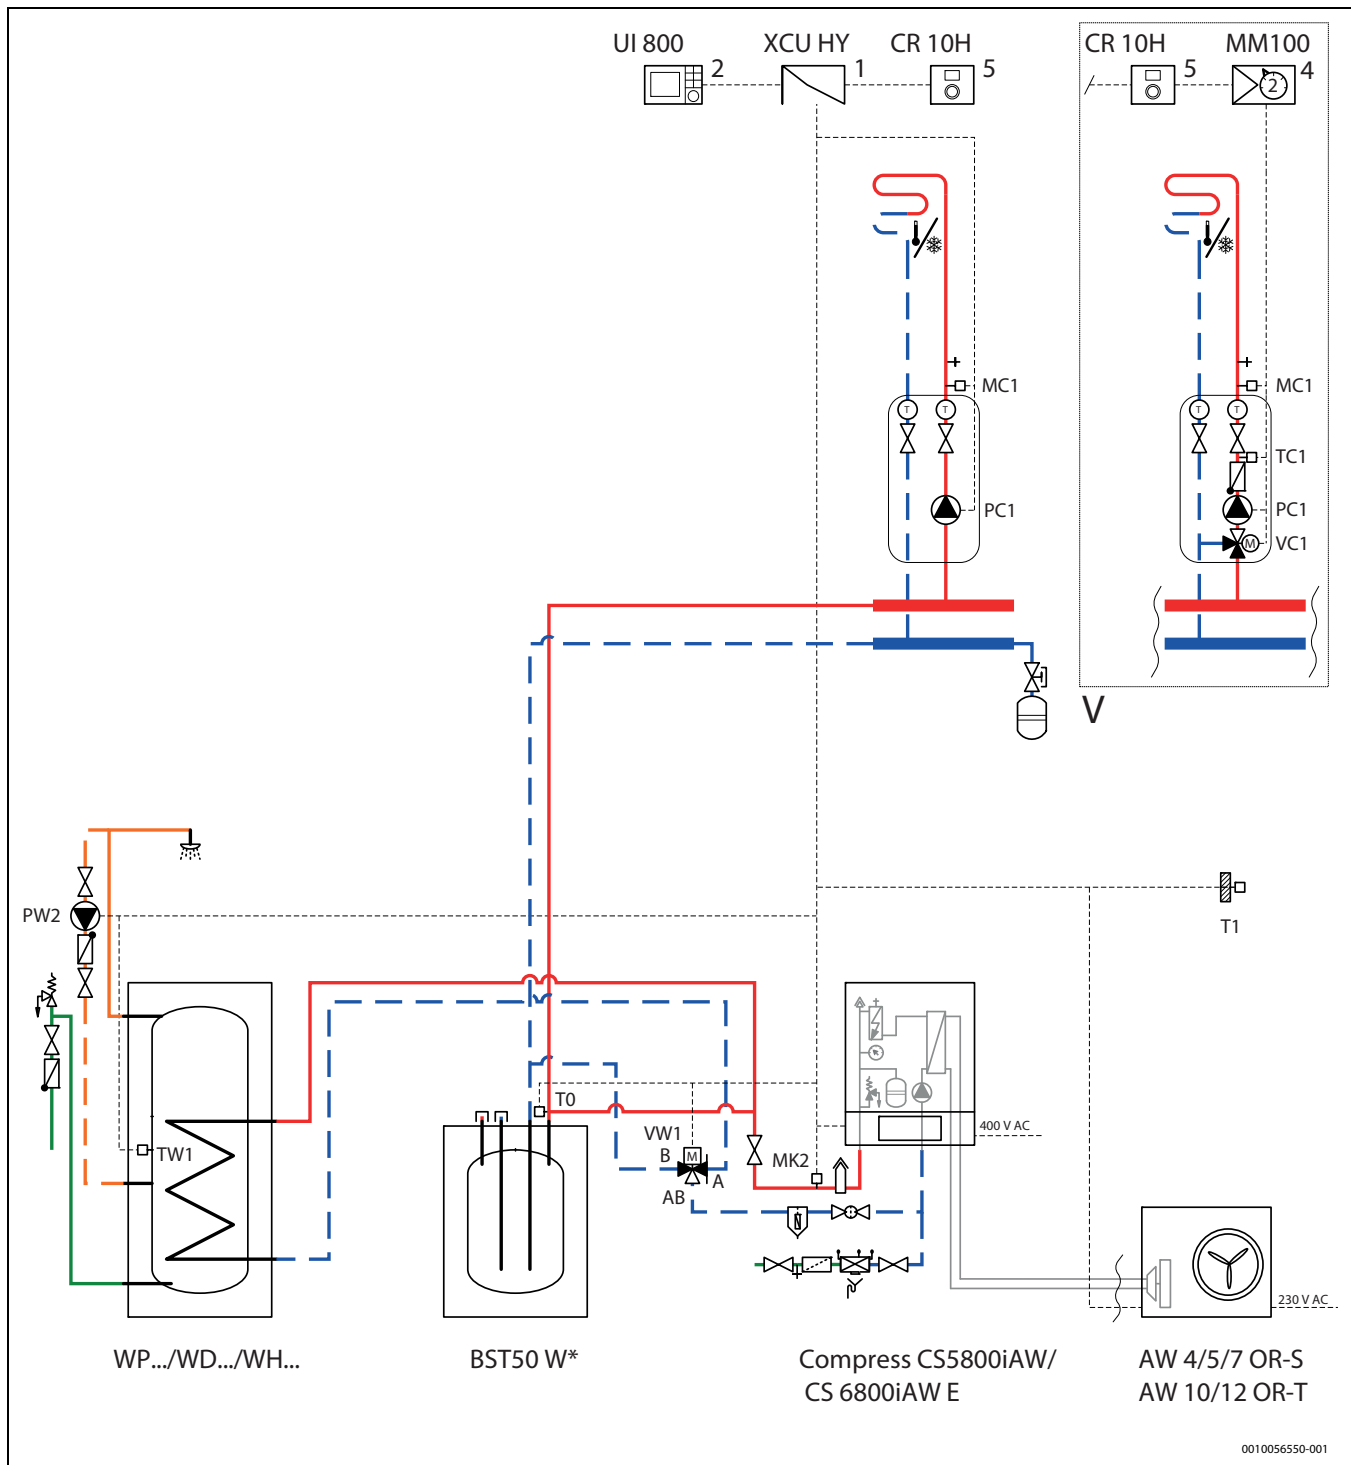 UI 800 XCU HY CR 10H CR 10H MM100
2 1 5 5 4
2
MC1 MC1
T T T T
TC1
PC1 PC1
M VC1
V
PW2
T1
T0
400 V AC
VW1
TW1 B M MK2
A
AB
230 V AC
WP.../WD.../WH... BST50 W* Compress CS5800iAW/ AW 4/5/7 OR-S
CS 6800iAW E AW 10/12 OR-T
0010056550-001